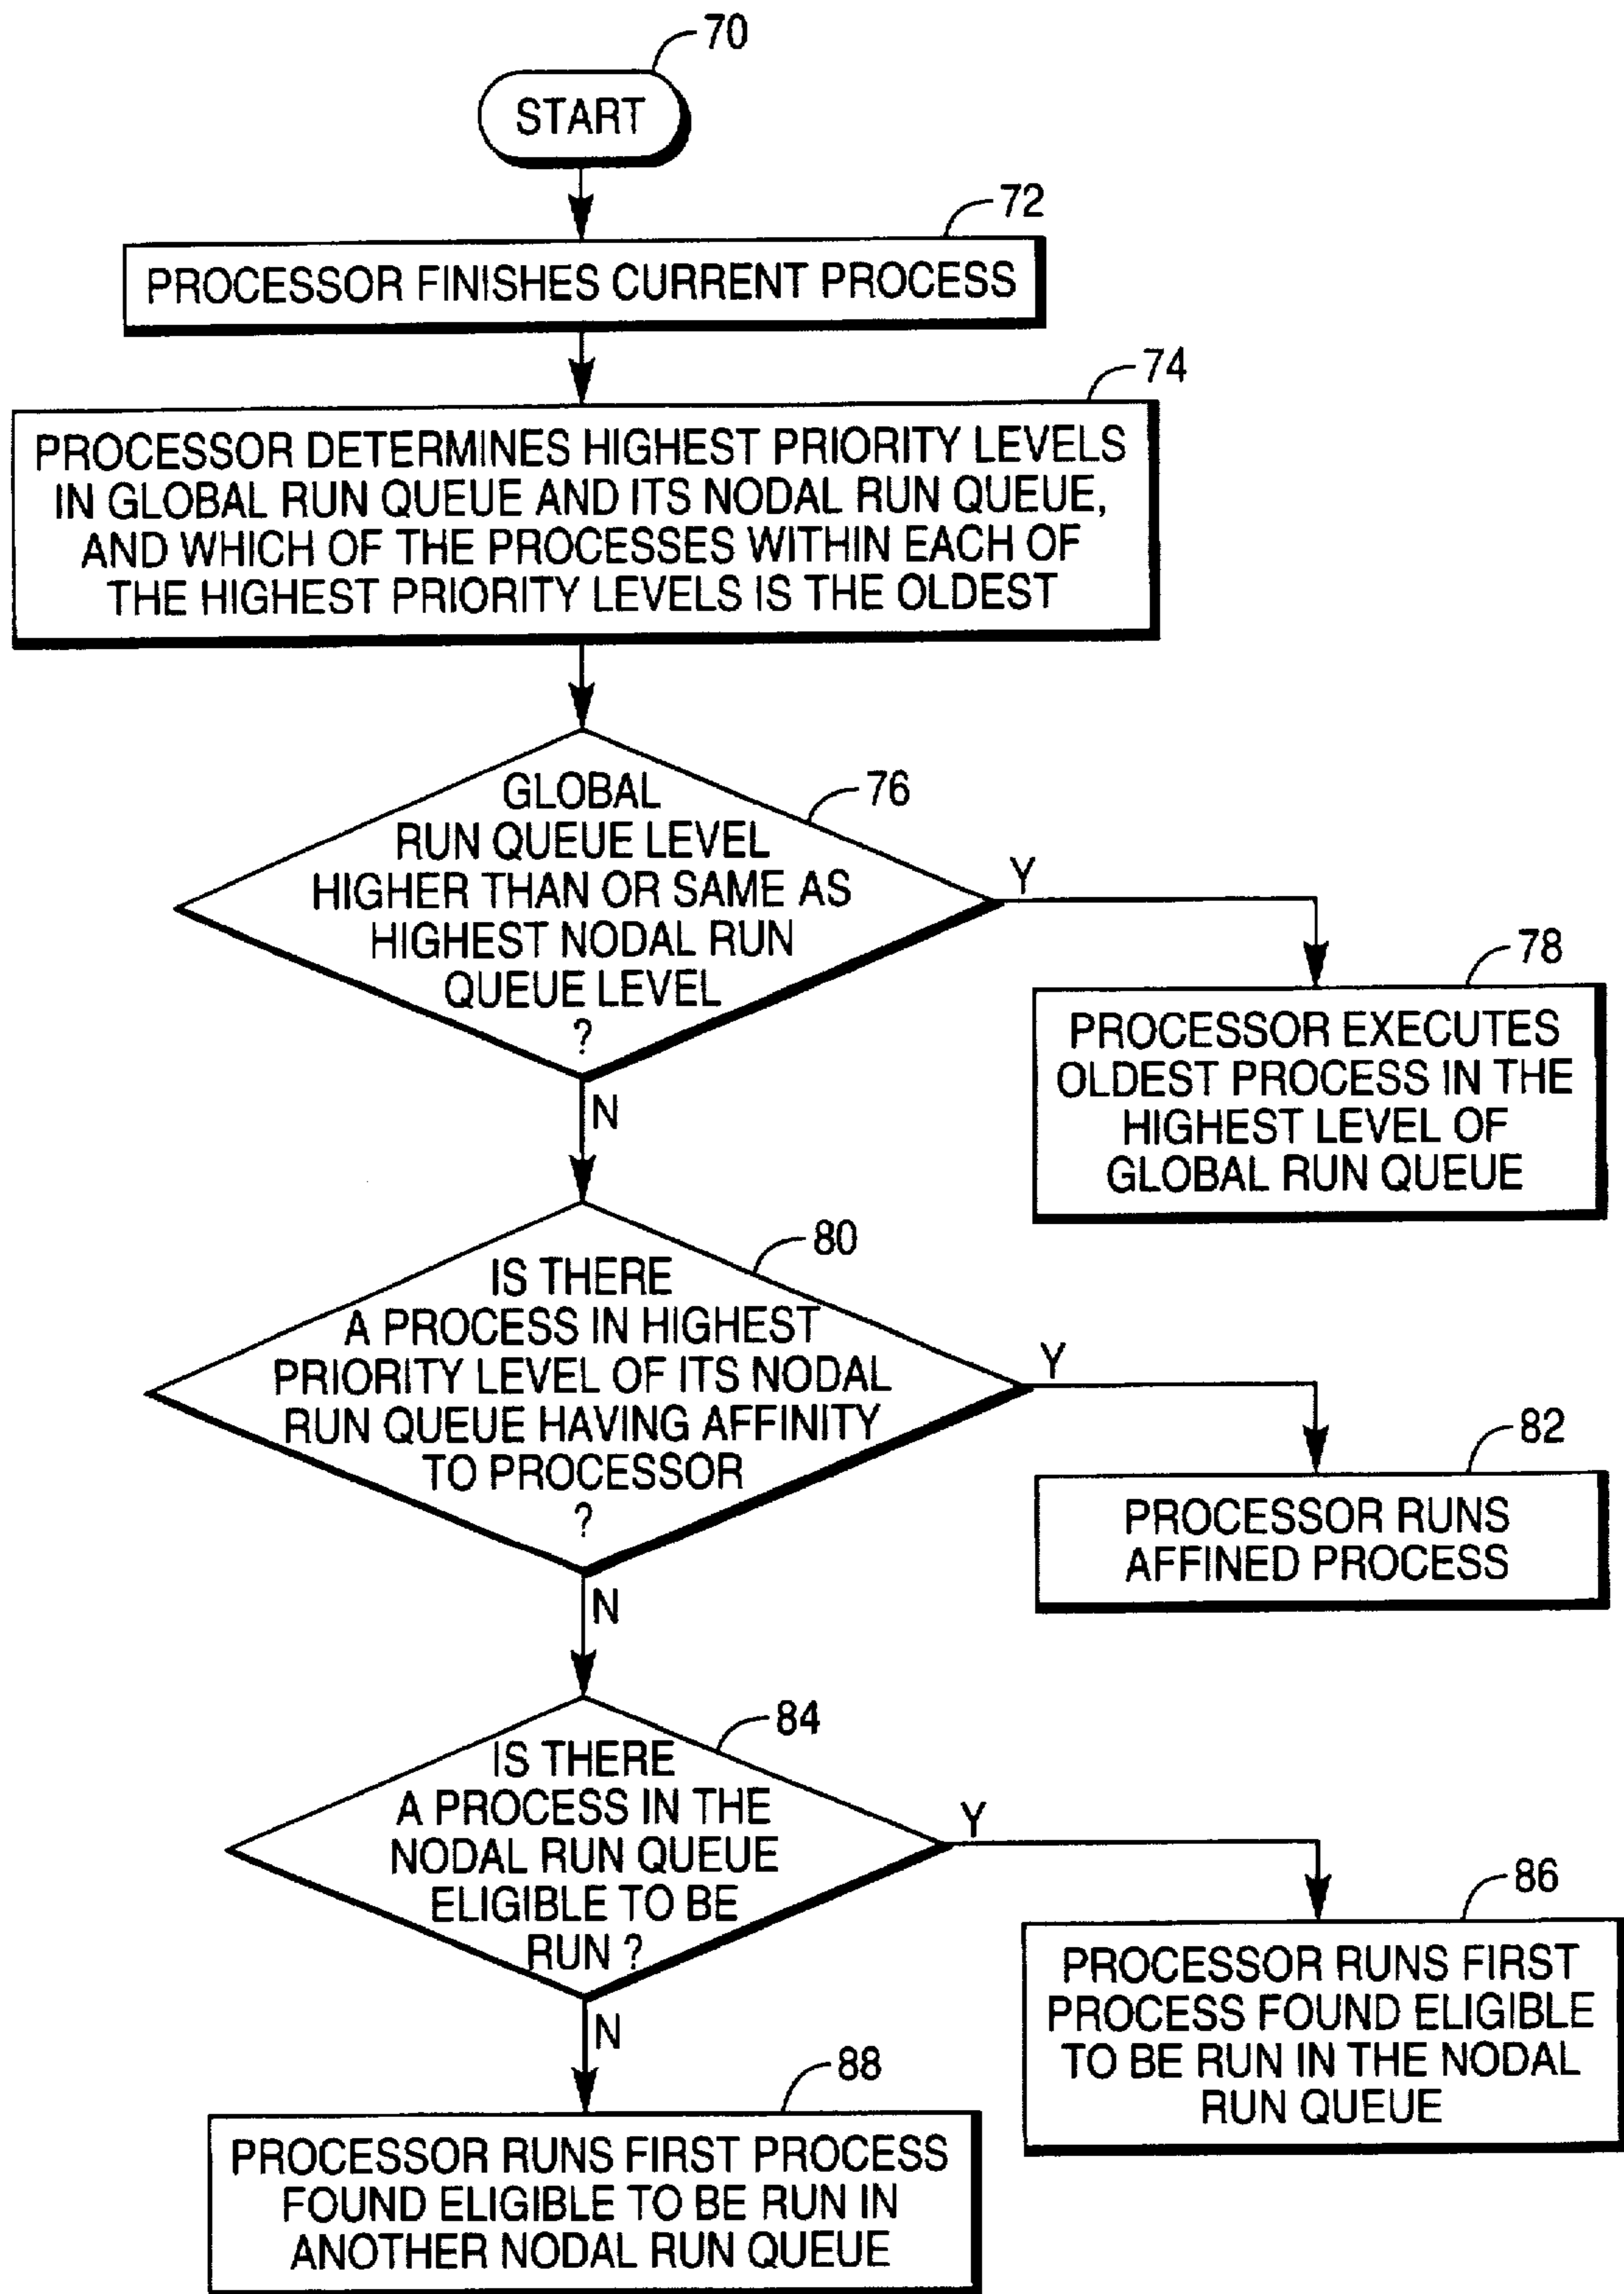 70
START
72
PROCESSOR FINISHES CURRENT PROCESS
74
PROCESSOR DETERMINES HIGHEST PRIORITY LEVELS
IN GLOBAL RUN QUEUE AND ITS NODAL RUN QUEUE,
AND WHICH OF THE PROCESSES WITHIN EACH OF
THE HIGHEST PRIORITY LEVELS IS THE OLDEST
76
GLOBAL
RUN QUEUE LEVEL
HIGHER THAN OR SAME AS
HIGHEST NODAL RUN
QUEUE LEVEL
?
Y
78
PROCESSOR EXECUTES
OLDEST PROCESS IN THE
HIGHEST LEVEL OF
GLOBAL RUN QUEUE
N
80
IS THERE
A PROCESS IN HIGHEST
PRIORITY LEVEL OF ITS NODAL
RUN QUEUE HAVING AFFINITY
TO PROCESSOR
?
Y
82
PROCESSOR RUNS
AFFINED PROCESS
N
84
IS THERE
A PROCESS IN THE
NODAL RUN QUEUE
ELIGIBLE TO BE
RUN ?
Y
86
PROCESSOR RUNS FIRST
PROCESS FOUND ELIGIBLE
TO BE RUN IN THE NODAL
RUN QUEUE
N
88
PROCESSOR RUNS FIRST PROCESS
FOUND ELIGIBLE TO BE RUN IN
ANOTHER NODAL RUN QUEUE